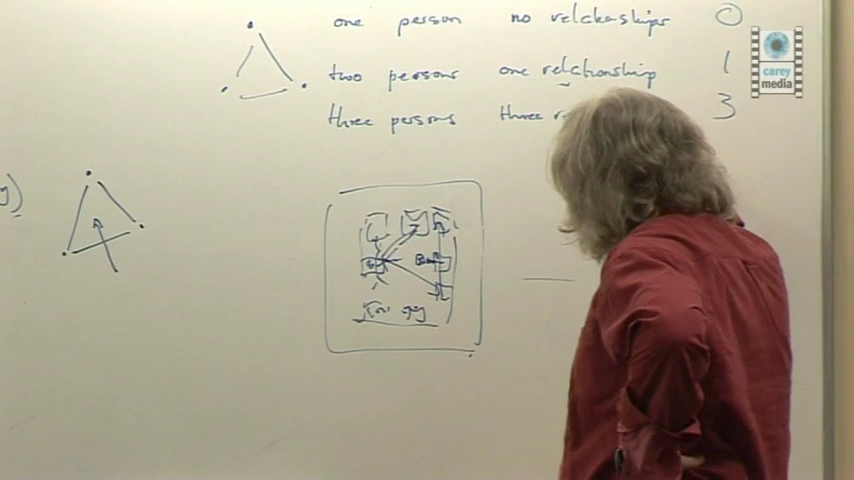 one person no relationships 0
two persons one relationship 1
three persons three 3
carey
media